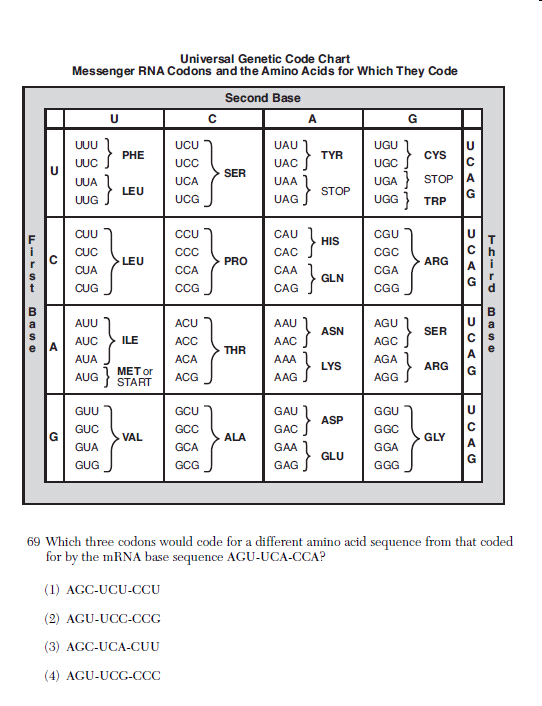 Universal Genetic Code Chart
Messenger RNA Codons and the Amino Acids for Which They Code
Second Base
U C A G
First Base
Third Base
U
UUU
UUC
PHE
UUA
UUG
LEU
UCU
UCC
UCA
UCG
SER
UAU
UAC
TYR
UAA
UAG
STOP
UGU
UGC
CYS
UGA
STOP
UGG
TRP
U
C
A
G
C
CUU
CUC
CUA
CUG
LEU
CCU
CCC
CCA
CCG
PRO
CAU
CAC
HIS
CAA
CAG
GLN
CGU
CGC
CGA
CGG
ARG
U
C
A
G
A
AUU
AUC
AUA
ILE
AUG
MET or
START
ACU
ACC
ACA
ACG
THR
AAU
AAC
ASN
AAA
AAG
LYS
AGU
AGC
SER
AGA
AGG
ARG
U
C
A
G
G
GUU
GUC
GUA
GUG
VAL
GCU
GCC
GCA
GCG
ALA
GAU
GAC
ASP
GAA
GAG
GLU
GGU
GGC
GGA
GGG
GLY
U
C
A
G
69 Which three codons would code for a different amino acid sequence from that coded
for by the mRNA base sequence AGU-UCA-CCA?
(1) AGC-UCU-CCU
(2) AGU-UCC-CCG
(3) AGC-UCA-CUU
(4) AGU-UCG-CCC